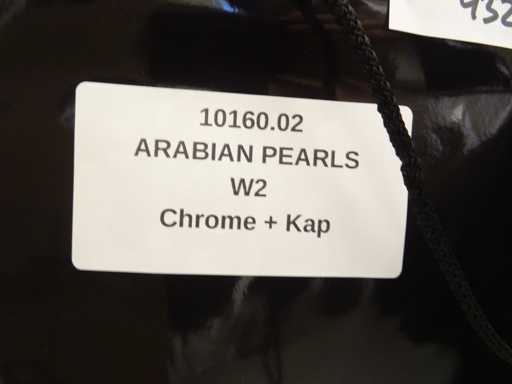 10160.02
ARABIAN PEARLS
W2
Chrome + Kap